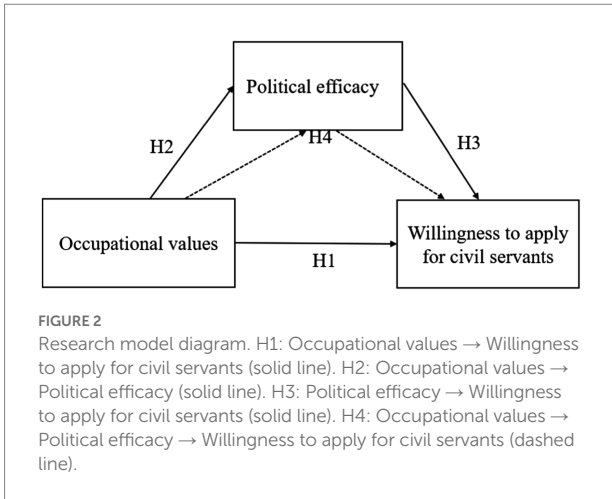 Political efficacy
H4
H2
H3
Occupational values
Willingness to apply
for civil servants
H1
FIGURE 2
Research model diagram. H1: Occupational values → Willingness
to apply for civil servants (solid line). H2: Occupational values →
Political efficacy (solid line). H3: Political efficacy → Willingness
to apply for civil servants (solid line). H4: Occupational values →
Political efficacy → Willingness to apply for civil servants (dashed
line).